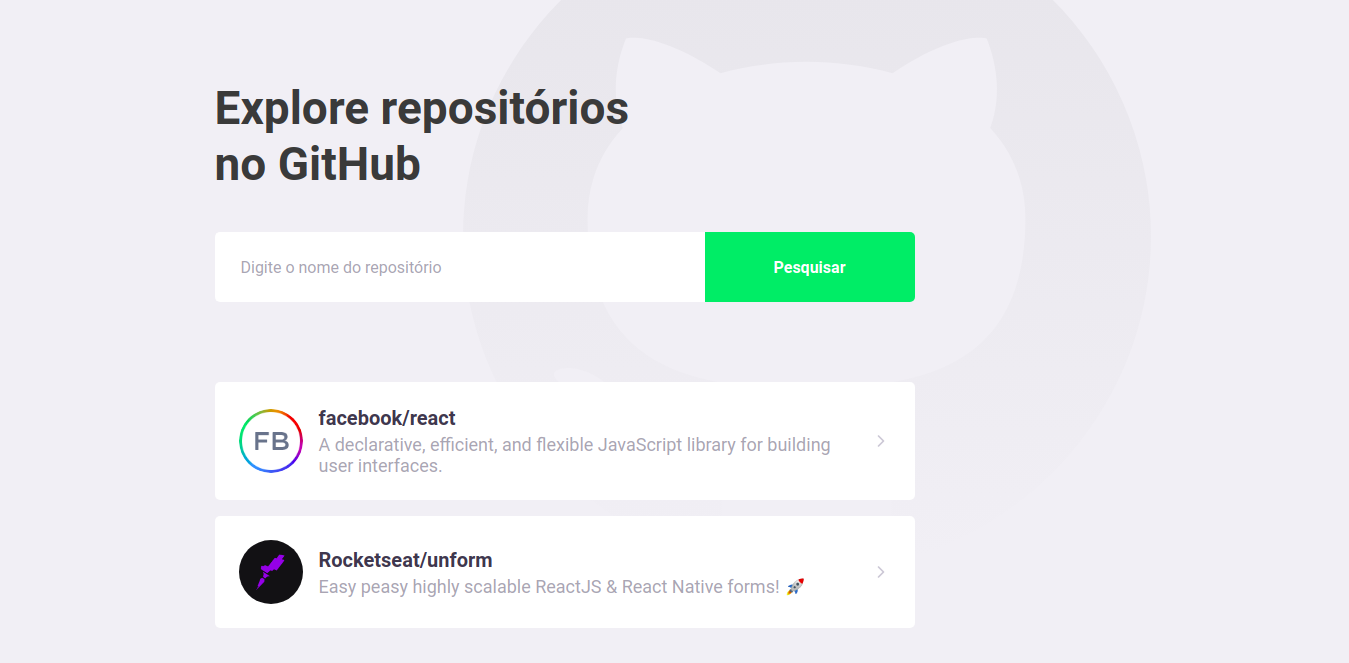 Explore repositórios
no GitHub
Digite o nome do repositório
Pesquisar
FB
facebook/react
A declarative, efficient, and flexible JavaScript library for building
user interfaces.
Rocketseat/unform
Easy peasy highly scalable ReactJS & React Native forms! 🚀